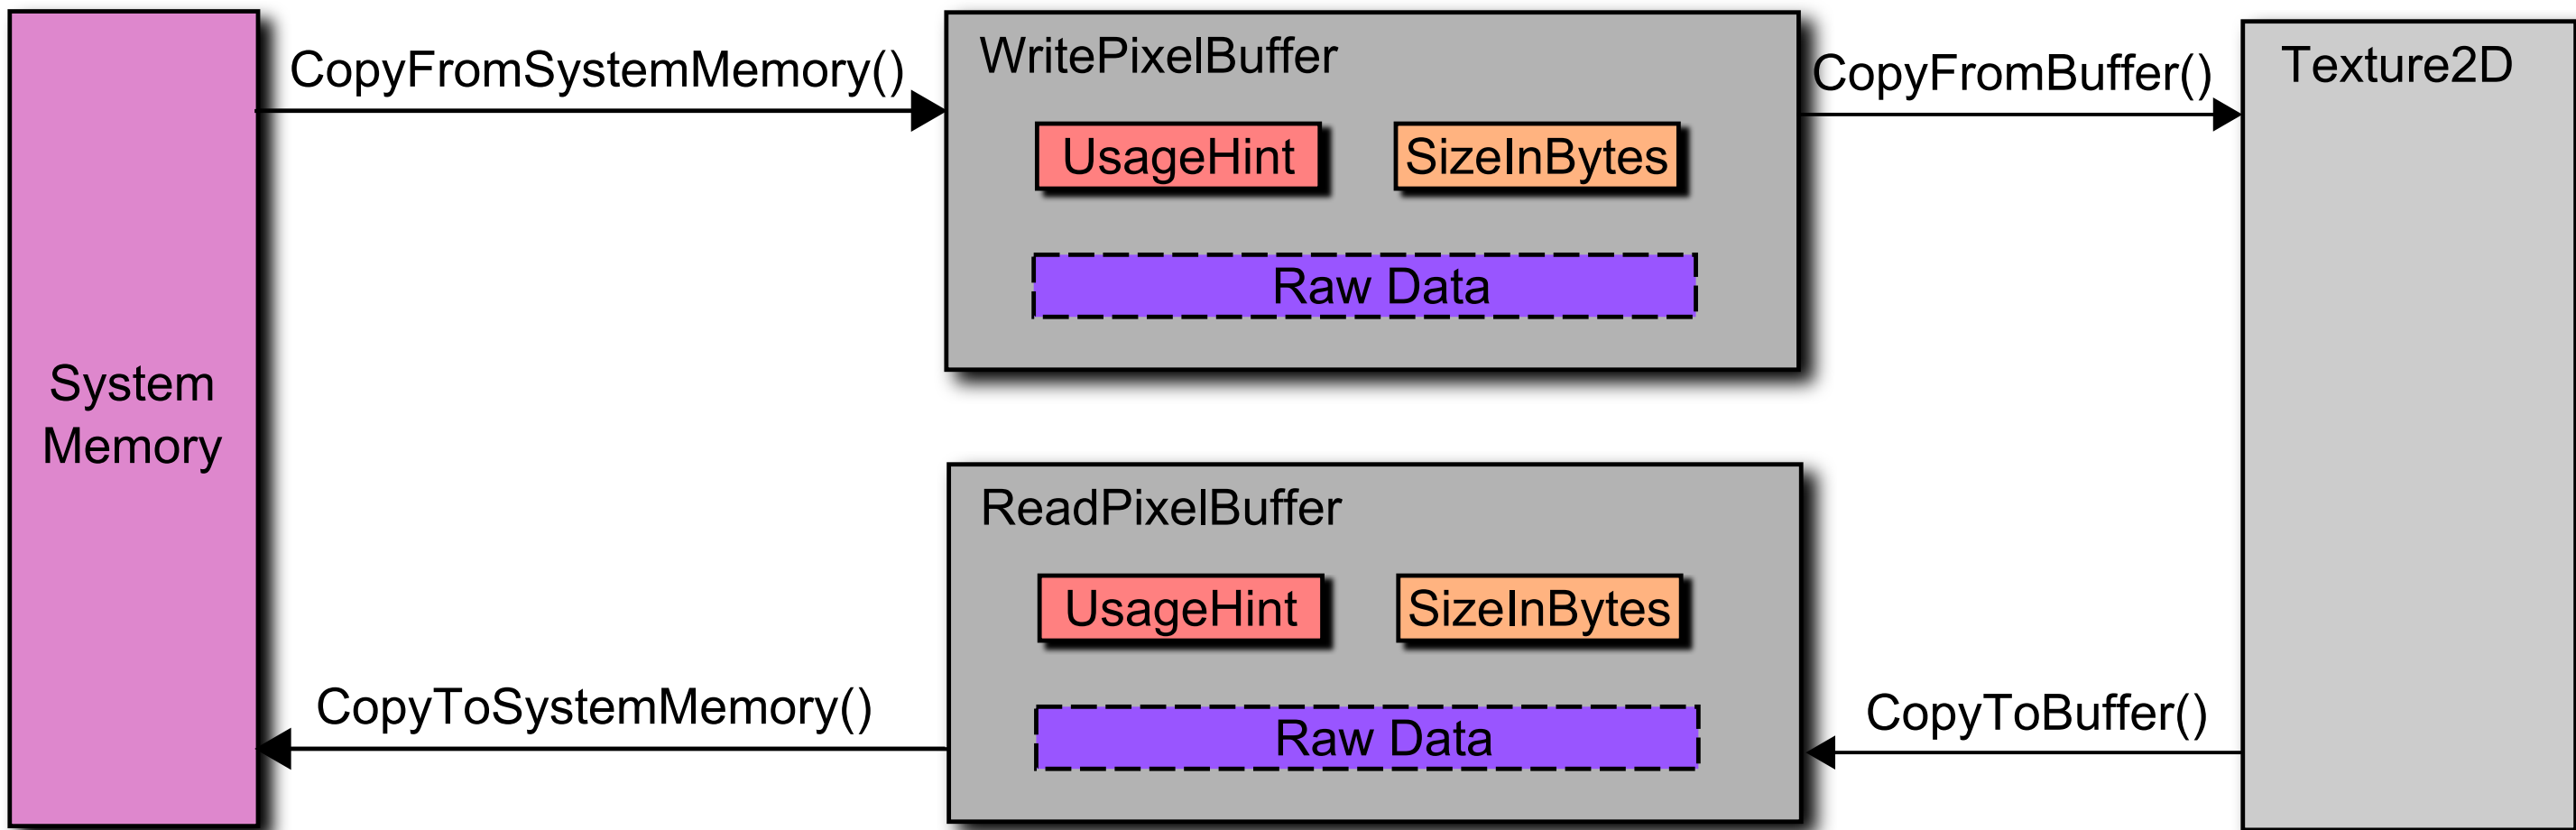 CopyFromSystemMemory()
WritePixelBuffer
CopyFromBuffer()
Texture2D
UsageHint
SizeInBytes
Raw Data
System
Memory
ReadPixelBuffer
UsageHint
SizeInBytes
CopyToSystemMemory()
Raw Data
CopyToBuffer()